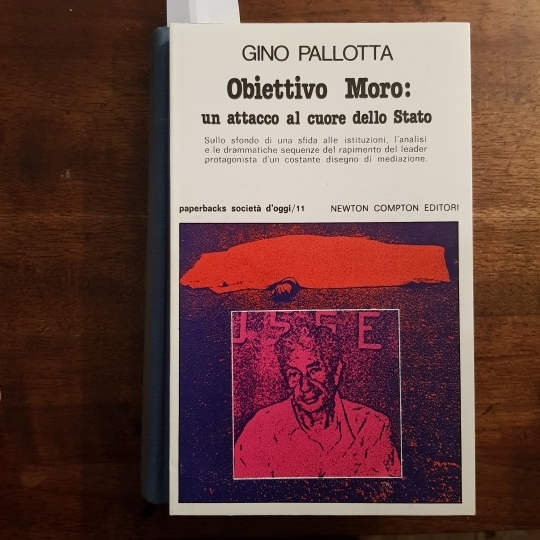 GINO PALLOTTA
Obiettivo Moro:
un attacco al cuore dello Stato
Sullo sfondo di una sfida alle istituzioni, l'analisi
e le drammatiche sequenze del rapimento del leader
protagonista d'un costante disegno di mediazione.
paperbacks società d'oggi/11 NEWTON COMPTON EDITORI